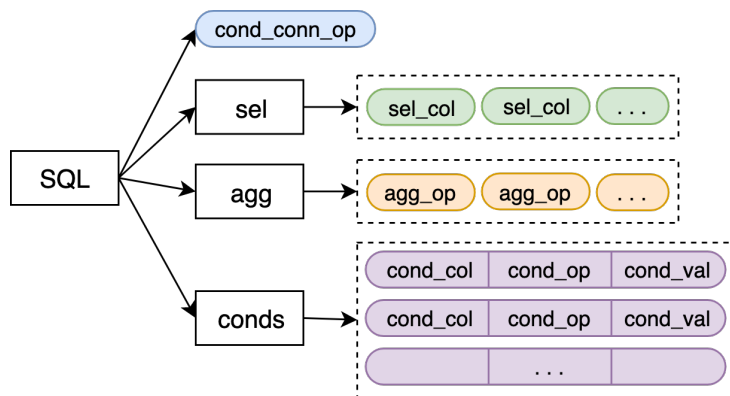 cond_conn_op
sel
sel_col sel_col ...
SQL
agg
agg_op agg_op ...
conds
cond_col cond_op cond_val
cond_col cond_op cond_val
...